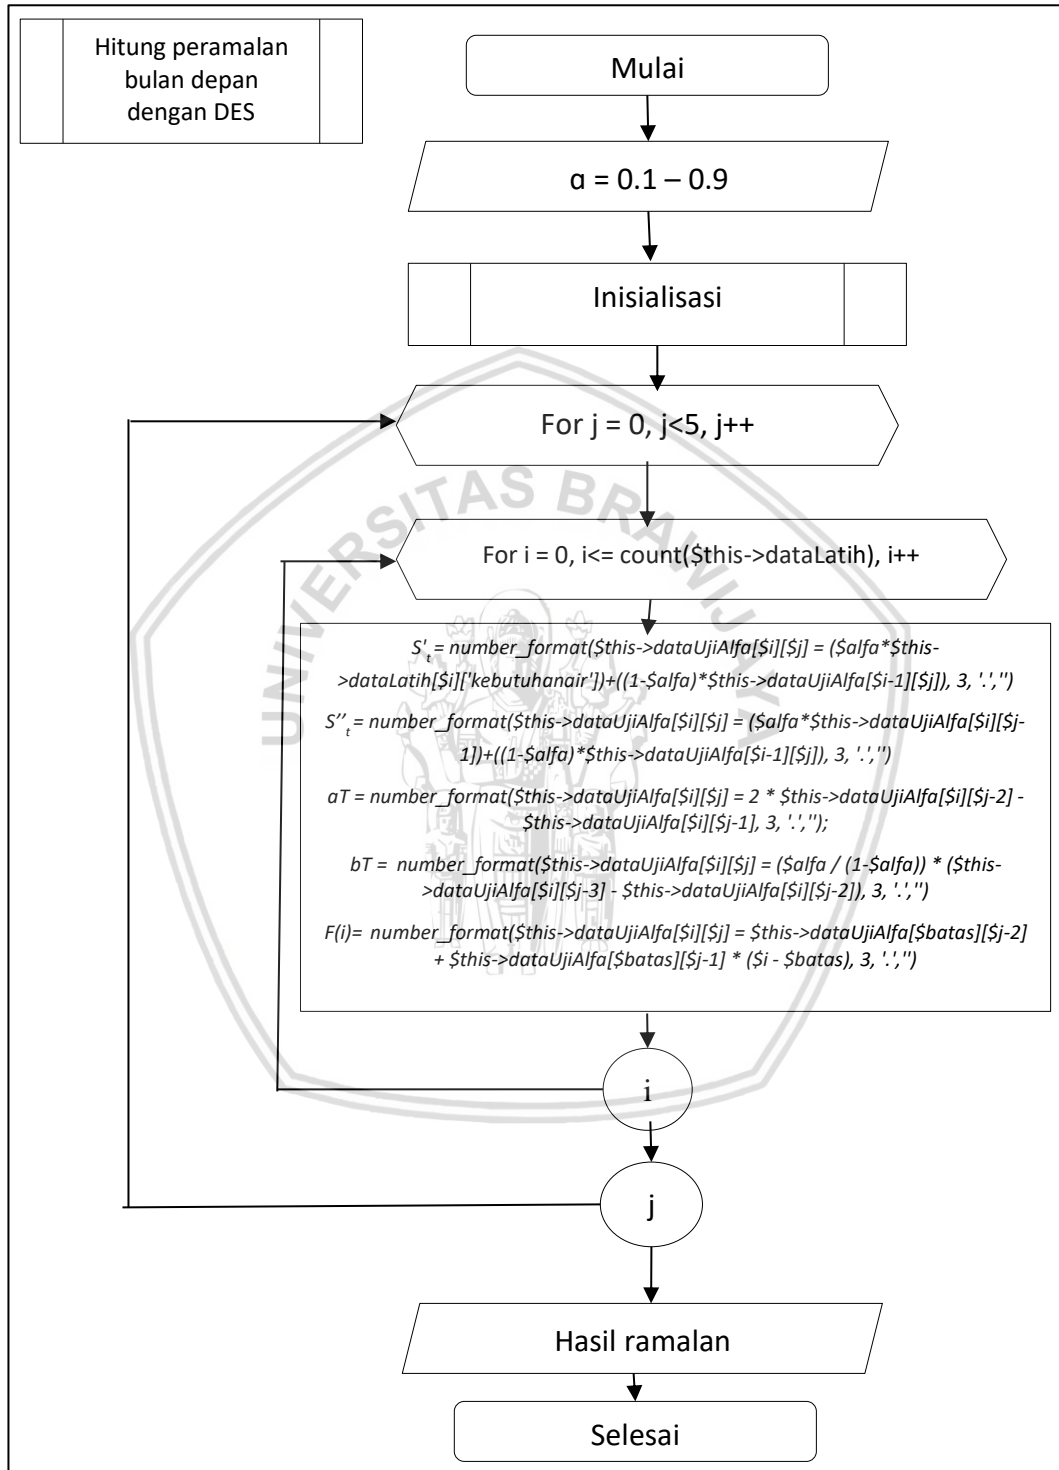 Hitung peramalan
bulan depan
dengan DES
Mulai
ɑ = 0.1 – 0.9
Inisialisasi
For j = 0, j<5, j++
UNIVERSITAS BRAWIJAYA
For i = 0, i<= count($this->dataLatih), i++
S't = number_format($this->dataUjiAlfa[$i][$j] = ($alfa*$this-
>dataLatih[$i]['kebutuhanair'])+((1-$alfa)*$this->dataUjiAlfa[$i-1][$j]), 3, '.','')
S’’t = number_format($this->dataUjiAlfa[$i][$j] = ($alfa*$this->dataUjiAlfa[$i][$j-
1])+((1-$alfa)*$this->dataUjiAlfa[$i-1][$j]), 3, '.','')
aT = number_format($this->dataUjiAlfa[$i][$j] = 2 * $this->dataUjiAlfa[$i][$j-2] -
$this->dataUjiAlfa[$i][$j-1], 3, '.','');
bT = number_format($this->dataUjiAlfa[$i][$j] = ($alfa / (1-$alfa)) * ($this-
>dataUjiAlfa[$i][$j-3] - $this->dataUjiAlfa[$i][$j-2]), 3, '.','')
F(i)= number_format($this->dataUjiAlfa[$i][$j] = $this->dataUjiAlfa[$batas][$j-2]
+ $this->dataUjiAlfa[$batas][$j-1] * ($i - $batas), 3, '.','')
i
j
Hasil ramalan
Selesai